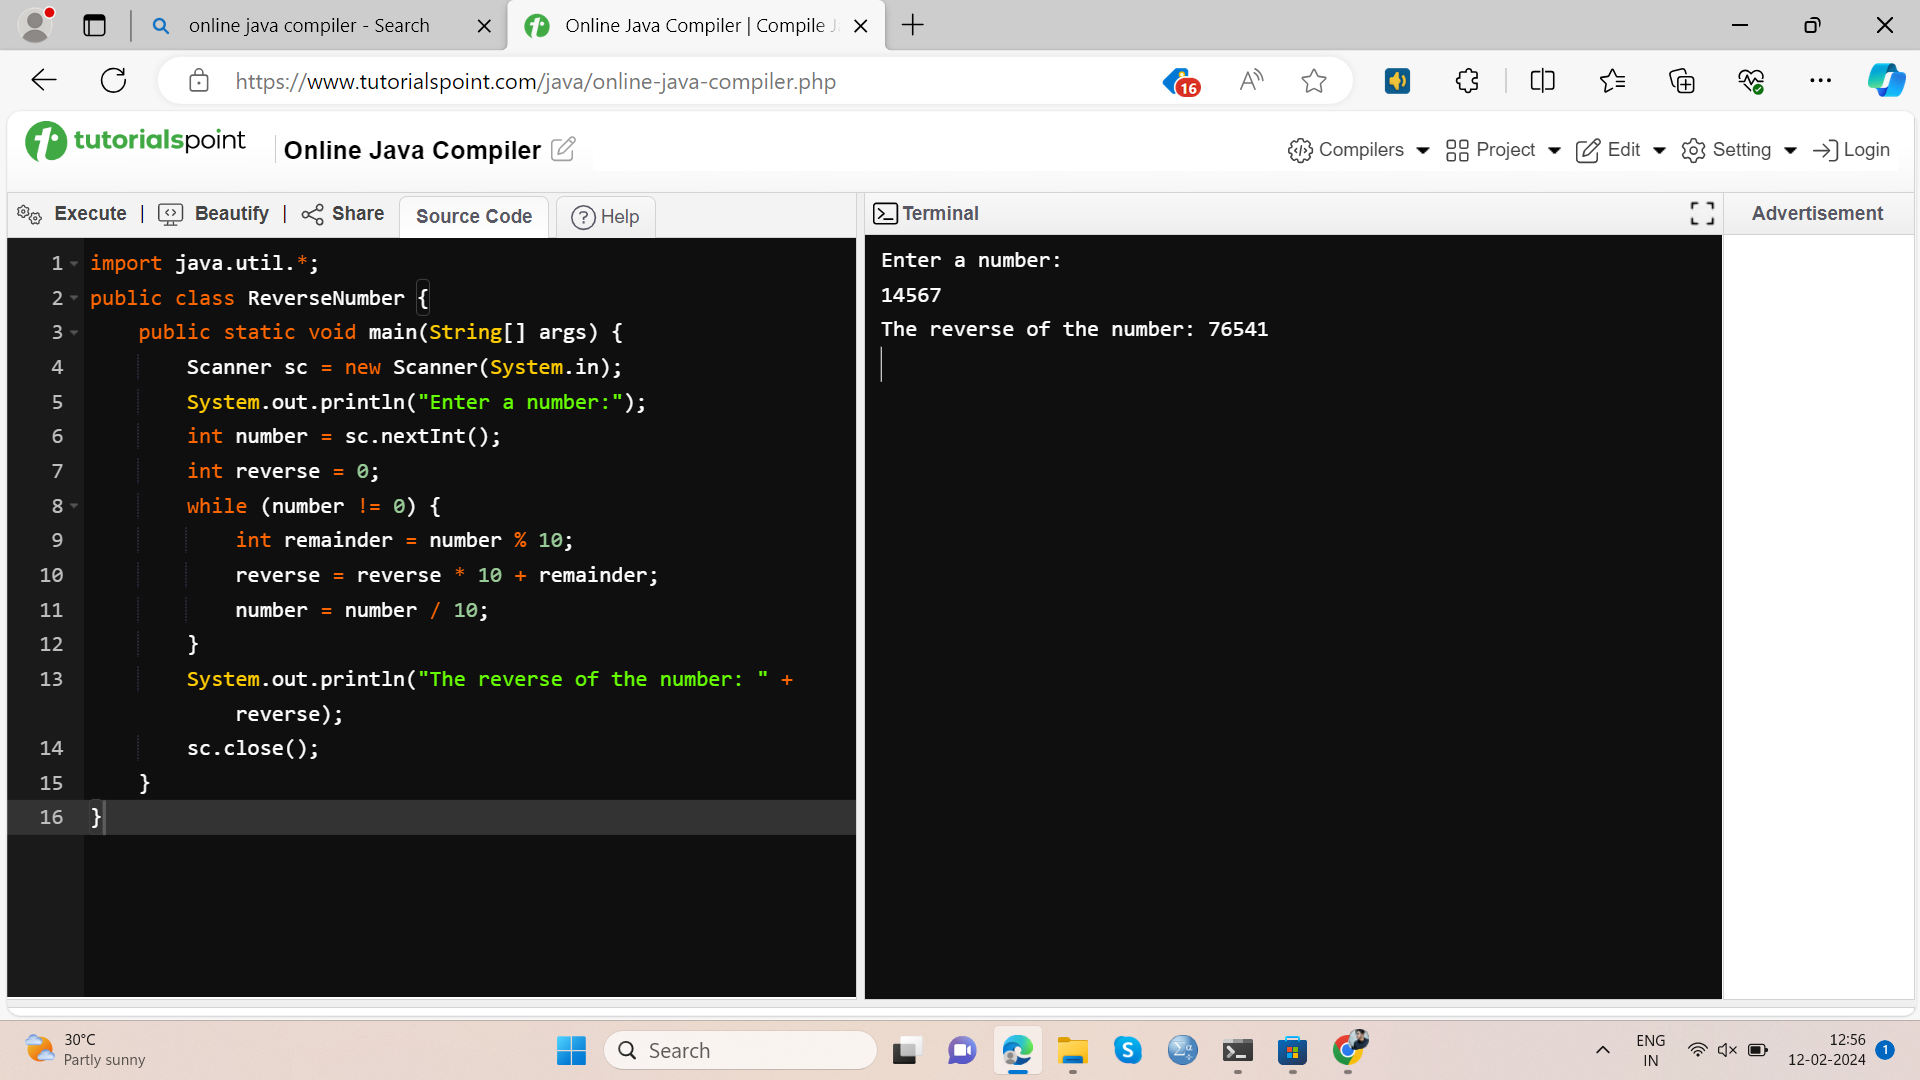 online java compiler - Search
Online Java Compiler | Compile J
https://www.tutorialspoint.com/java/online-java-compiler.php
16
tutorialspoint
Online Java Compiler
Compilers
Project
Edit
Setting
Login
Execute
Beautify
Share
Source Code
Help
Terminal
Advertisement
1 import java.util.*;
2 public class ReverseNumber {
3 public static void main(String[] args) {
4 Scanner sc = new Scanner(System.in);
5 System.out.println("Enter a number:");
6 int number = sc.nextInt();
7 int reverse = 0;
8 while (number != 0) {
9 int remainder = number % 10;
10 reverse = reverse * 10 + remainder;
11 number = number / 10;
12 }
13 System.out.println("The reverse of the number: " +
reverse);
14 sc.close();
15 }
16 }
Enter a number:
14567
The reverse of the number: 76541
30°C
Partly sunny
Search
ENG
IN
12:56
12-02-2024
1